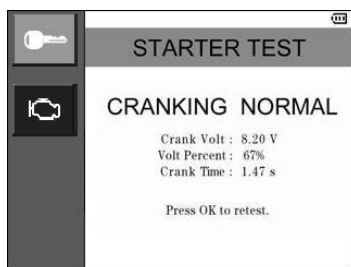 STARTER TEST
CRANKING NORMAL
Crank Volt : 8.20 V
Volt Percent : 67%
Crank Time : 1.47 s
Press OK to retest.